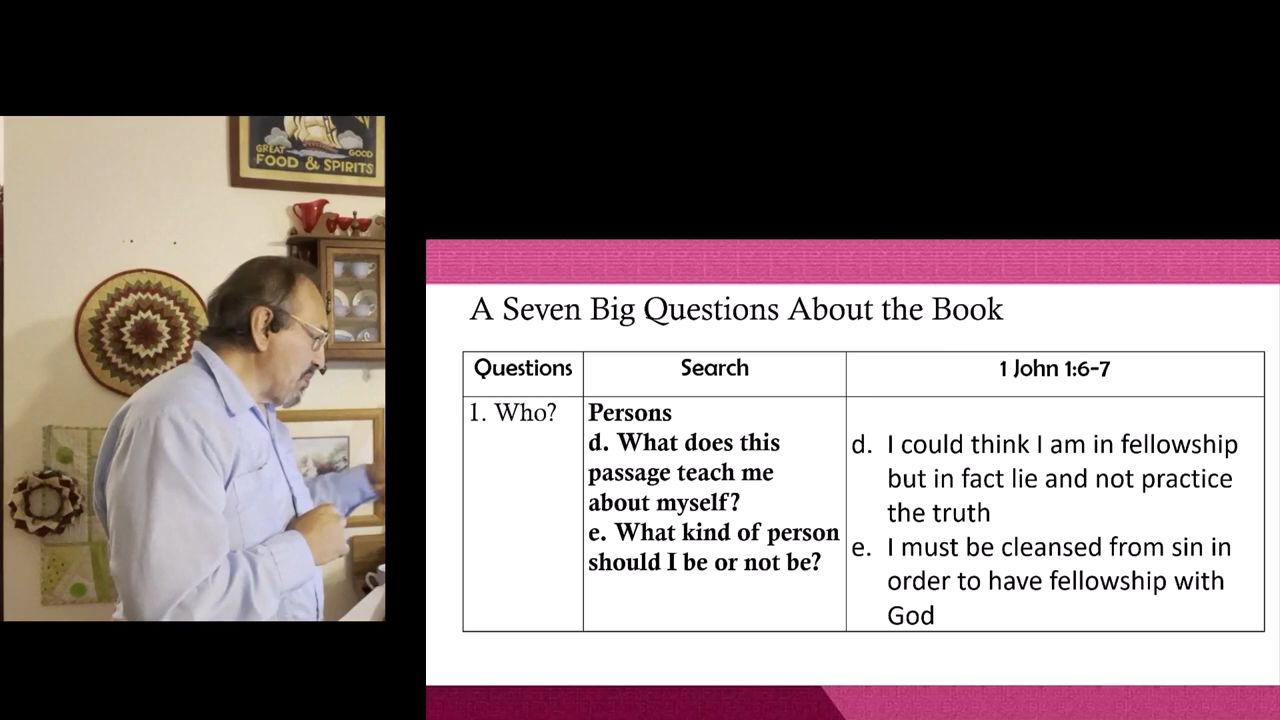 GREAT GOOD
FOOD & SPIRITS
A Seven Big Questions About the Book
Questions
Search
1 John 1:6-7
1. Who?
Persons
d. What does this
passage teach me
about myself?
e. What kind of person
should I be or not be?
d. I could think I am in fellowship
but in fact lie and not practice
the truth
e. I must be cleansed from sin in
order to have fellowship with
God